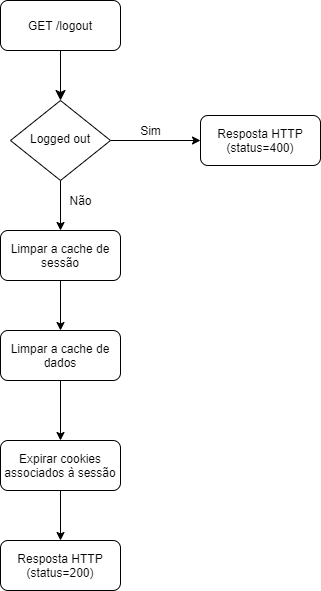 GET /logout
Logged out
Sim
Resposta HTTP
(status=400)
Não
Limpar a cache de
sessão
Limpar a cache de
dados
Expirar cookies
associados à sessão
Resposta HTTP
(status=200)